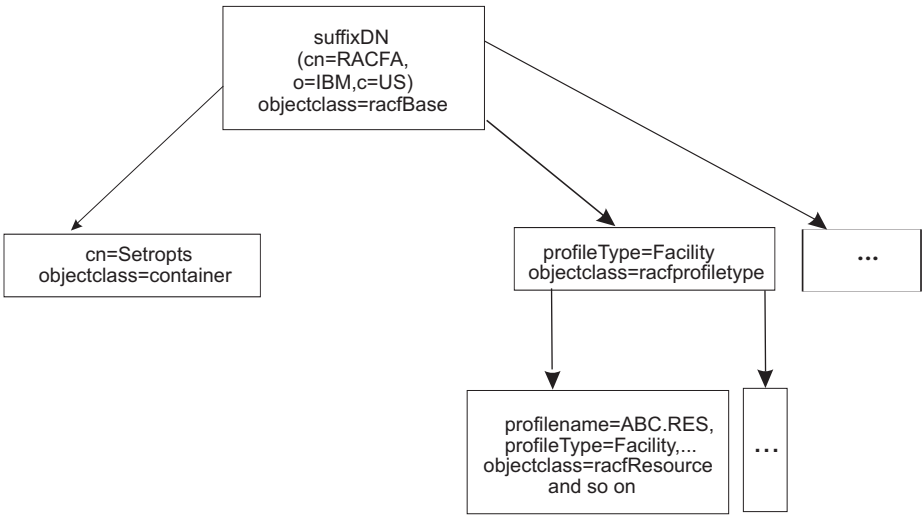 suffixDN
(cn=RACFA,
o=IBM,c=US)
objectclass=racfBase
cn=Setropts
objectclass=container
profileType=Facility
objectclass=racfprofiletype
...
profilename=ABC.RES,
profileType=Facility,...
objectclass=racfResource
and so on
...